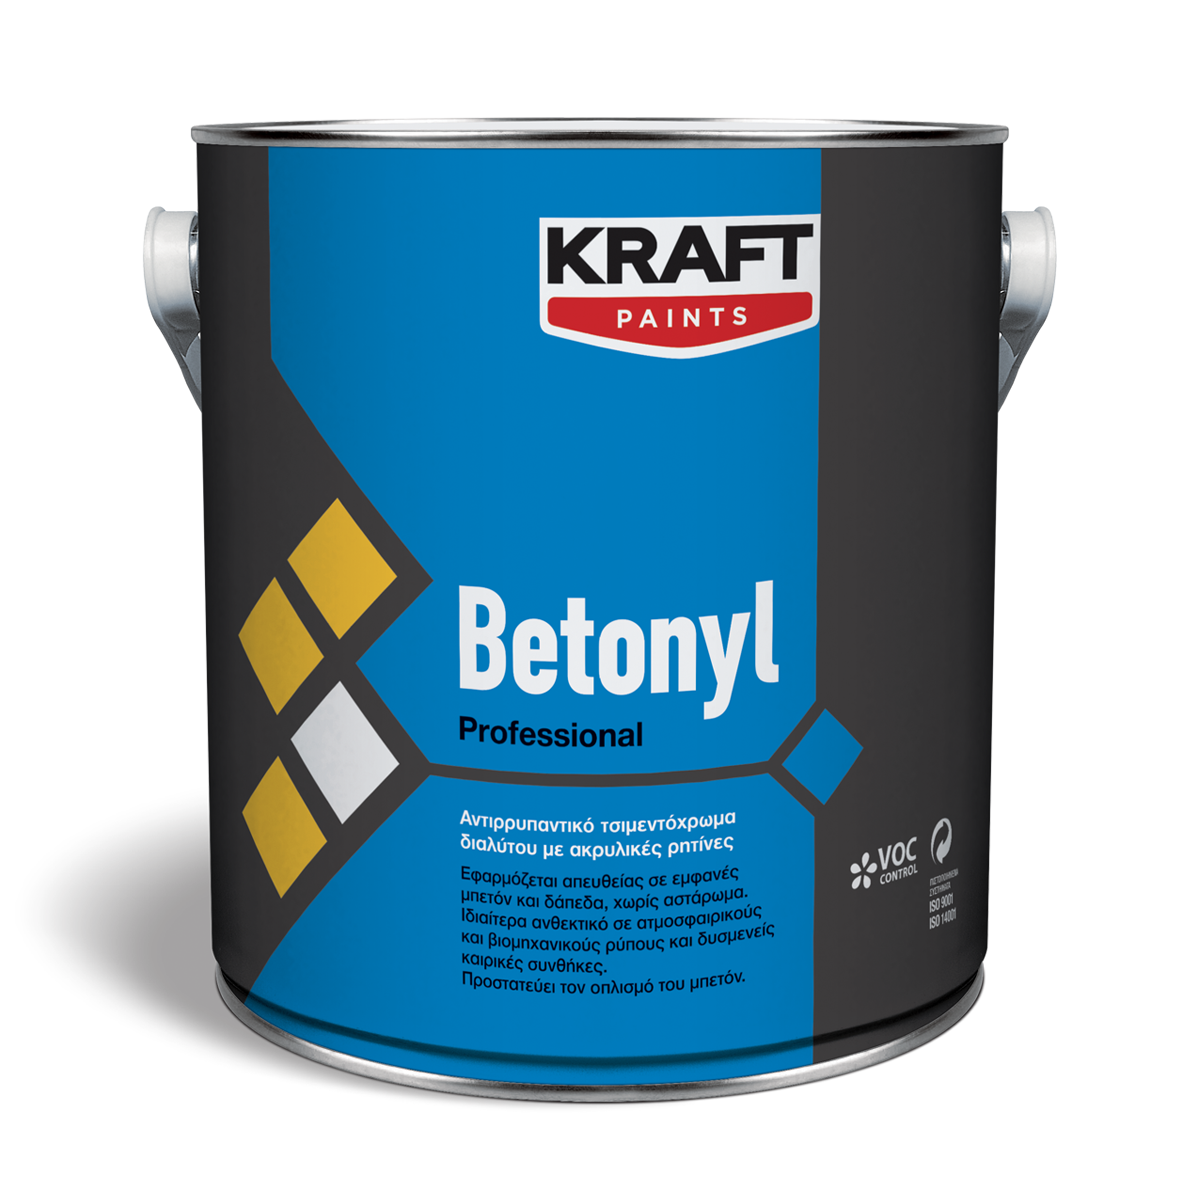 KRAFT
PAINTS
Betonyl
Professional
Αντιρρυπαντικό τσιμεντόχρωμα
διαλύτου με ακρυλικές ρητίνες
Εφαρμόζεται απευθείας σε εμφανές
μπετόν και δάπεδα, χωρίς αστάρωμα.
Ιδιαίτερα ανθεκτικό σε ατμοσφαιρικούς
και βιομηχανικούς ρύπους και δυσμενείς
καιρικές συνθήκες.
Προστατεύει τον οπλισμό του μπετόν.
VOC
CONTROL
ΠΙΣΤΟΠΟΙΗΜΕΝΑ
ΣΥΣΤΗΜΑΤΑ
ISO 9001
ISO 14001